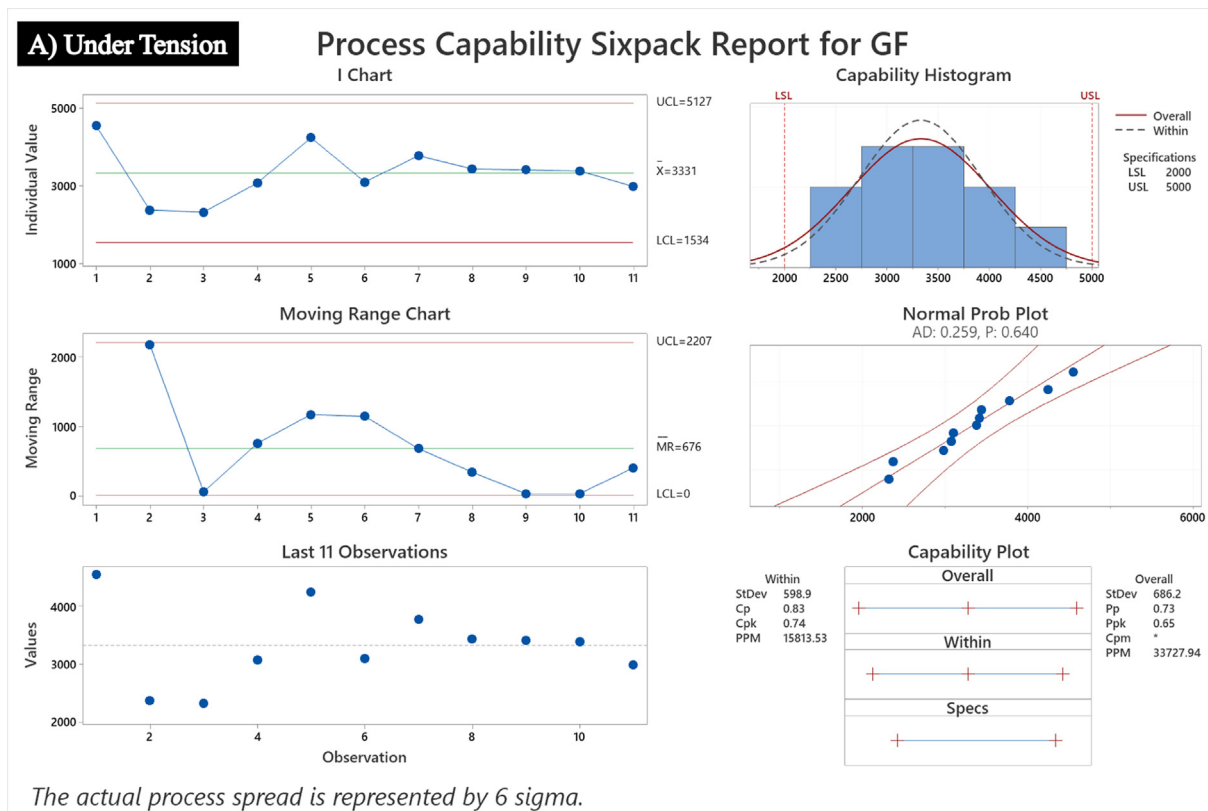 A) Under Tension
Process Capability Sixpack Report for GF
I Chart
Individual Value
5000
3000
1000
1 2 3 4 5 6 7 8 9 10 11
UCL=5127
X̄=3331
LCL=1534
Capability Histogram
LSL USL
2000 2500 3000 3500 4000 4500 5000
Overall
Within
Specifications
LSL 2000
USL 5000
Moving Range Chart
Moving Range
2000
1000
0
1 2 3 4 5 6 7 8 9 10 11
UCL=2207
M̅R̅=676
LCL=0
Normal Prob Plot
AD: 0.259, P: 0.640
2000 4000 6000
Last 11 Observations
Values
4000
3000
2000
2 4 6 8 10
Observation
Capability Plot
Within
StDev 598.9
Cp 0.83
Cpk 0.74
PPM 15813.53
Overall
Within
Specs
Overall
StDev 686.2
Pp 0.73
Ppk 0.65
Cpm *
PPM 33727.94
The actual process spread is represented by 6 sigma.